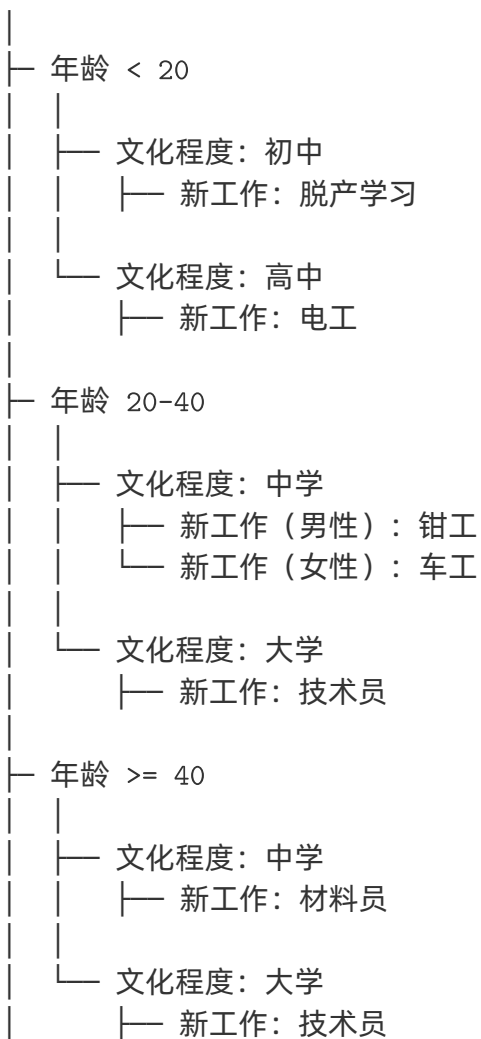 年龄 < 20
文化程度: 初中
新工作: 脱产学习
文化程度: 高中
新工作: 电工
年龄 20-40
文化程度: 中学
新工作 (男性) : 钳工
新工作 (女性) : 车工
文化程度: 大学
新工作: 技术员
年龄 >= 40
文化程度: 中学
新工作: 材料员
文化程度: 大学
新工作: 技术员